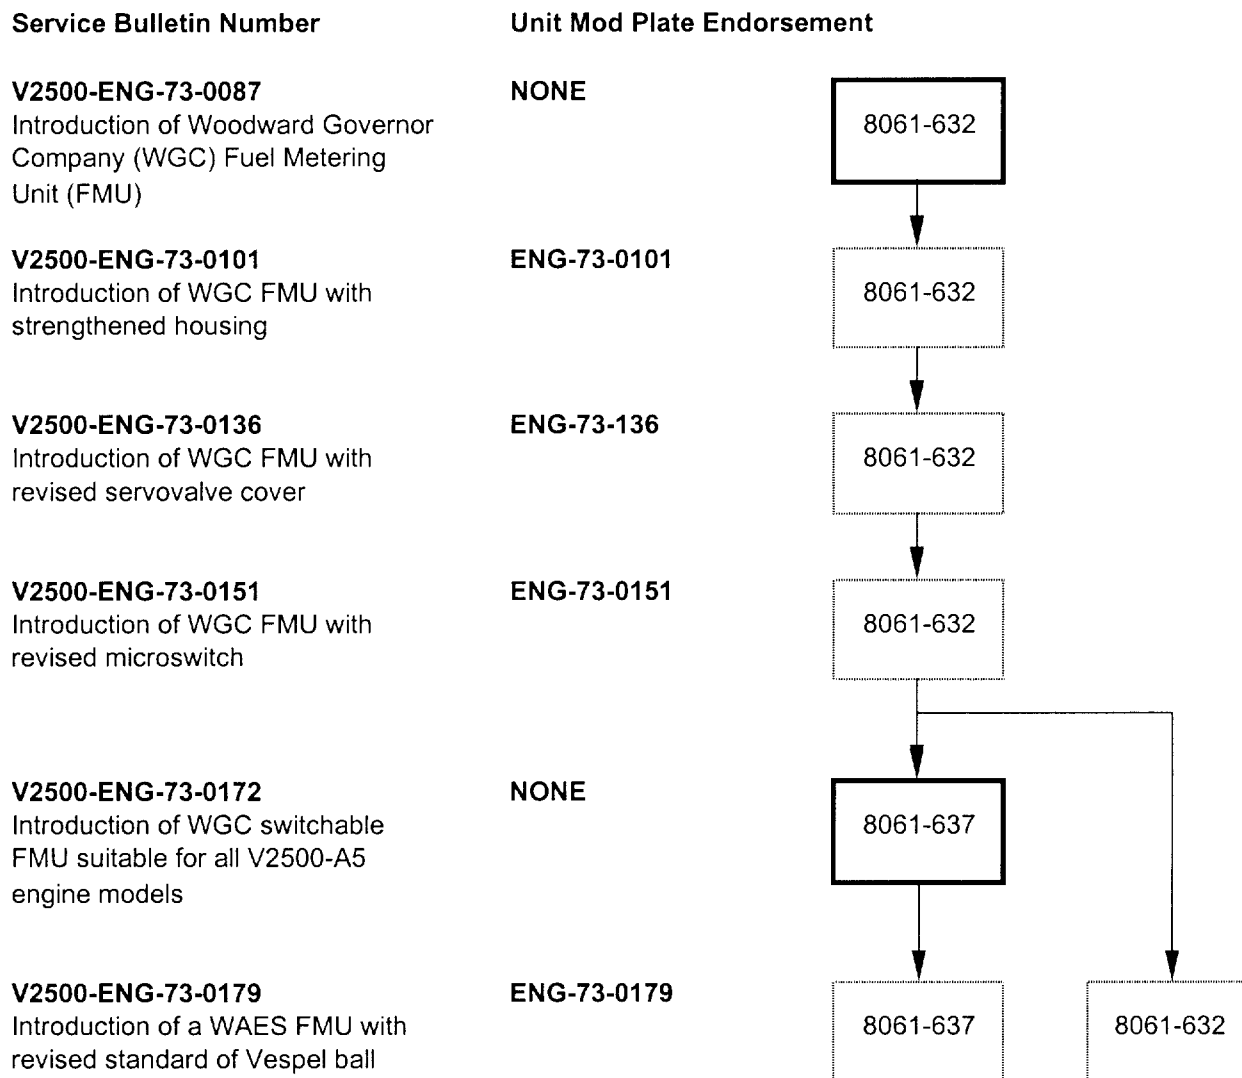 Service Bulletin Number Unit Mod Plate Endorsement
V2500-ENG-73-0087 NONE
Introduction of Woodward Governor 8061-632
Company (WGC) Fuel Metering
Unit (FMU)
V2500-ENG-73-0101 ENG-73-0101
Introduction of WGC FMU with 8061-632
strengthened housing
V2500-ENG-73-0136 ENG-73-136
Introduction of WGC FMU with 8061-632
revised servovalve cover
V2500-ENG-73-0151 ENG-73-0151
Introduction of WGC FMU with 8061-632
revised microswitch
V2500-ENG-73-0172 NONE
Introduction of WGC switchable 8061-637
FMU suitable for all V2500-A5
engine models
V2500-ENG-73-0179 ENG-73-0179
Introduction of a WAES FMU with 8061-637 8061-632
revised standard of Vespel ball